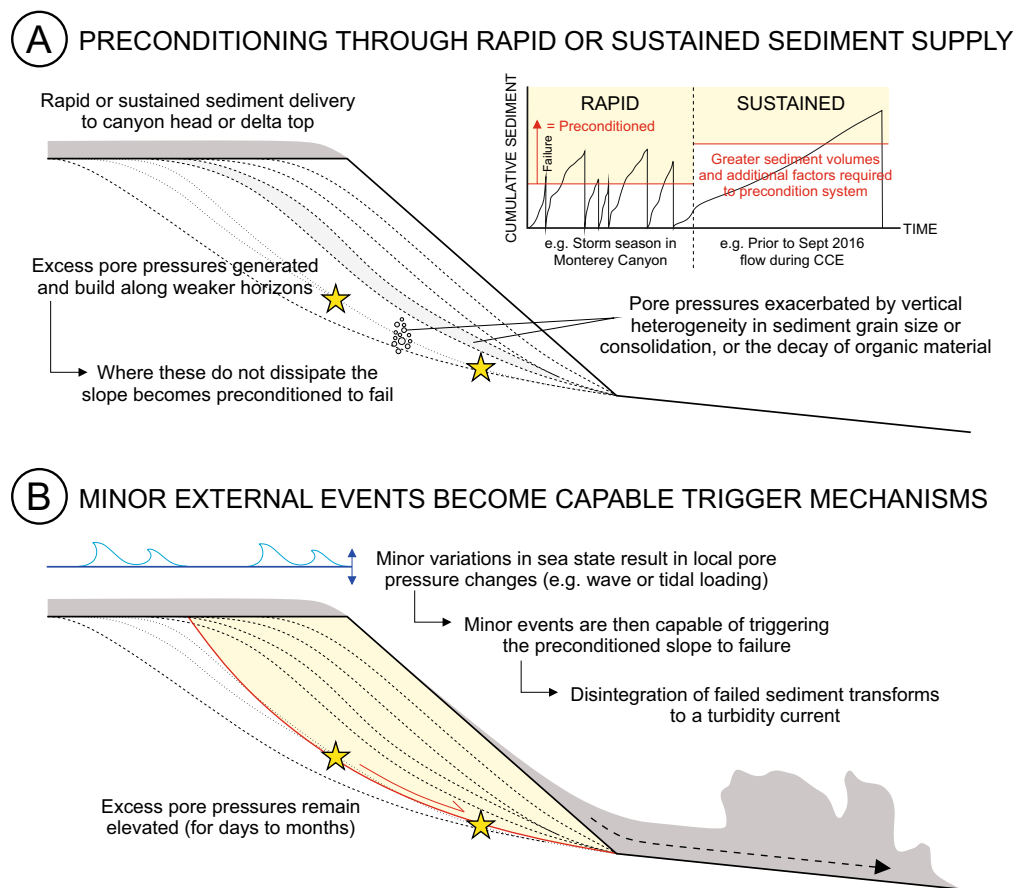 A PRECONDITIONING THROUGH RAPID OR SUSTAINED SEDIMENT SUPPLY
Rapid or sustained sediment delivery
to canyon head or delta top
CUMULATIVE SEDIMENT
RAPID
SUSTAINED
= Preconditioned
Failure
Greater sediment volumes
and additional factors required
to precondition system
TIME
e.g. Storm season in
Monterey Canyon
e.g. Prior to Sept 2016
flow during CCE
Excess pore pressures generated
and build along weaker horizons
Where these do not dissipate the
slope becomes preconditioned to fail
Pore pressures exacerbated by vertical
heterogeneity in sediment grain size or
consolidation, or the decay of organic material
B MINOR EXTERNAL EVENTS BECOME CAPABLE TRIGGER MECHANISMS
Minor variations in sea state result in local pore
pressure changes (e.g. wave or tidal loading)
Minor events are then capable of triggering
the preconditioned slope to failure
Disintegration of failed sediment transforms
to a turbidity current
Excess pore pressures remain
elevated (for days to months)